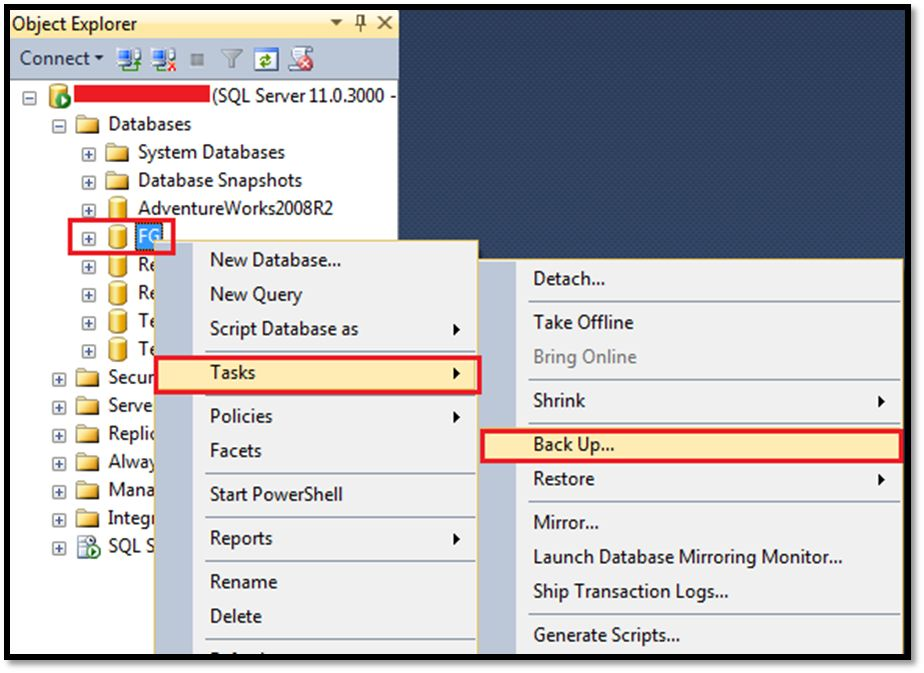 Object Explorer
Connect
(SQL Server 11.0.3000 -
Databases
System Databases
Database Snapshots
AdventureWorks2008R2
FG
Re
Re
Te
Te
Secur
Serve
Replic
Alway
Mana
Integr
SQL S
New Database...
New Query
Script Database as
Tasks
Policies
Facets
Start PowerShell
Reports
Rename
Delete
Detach...
Take Offline
Bring Online
Shrink
Back Up...
Restore
Mirror...
Launch Database Mirroring Monitor...
Ship Transaction Logs...
Generate Scripts...